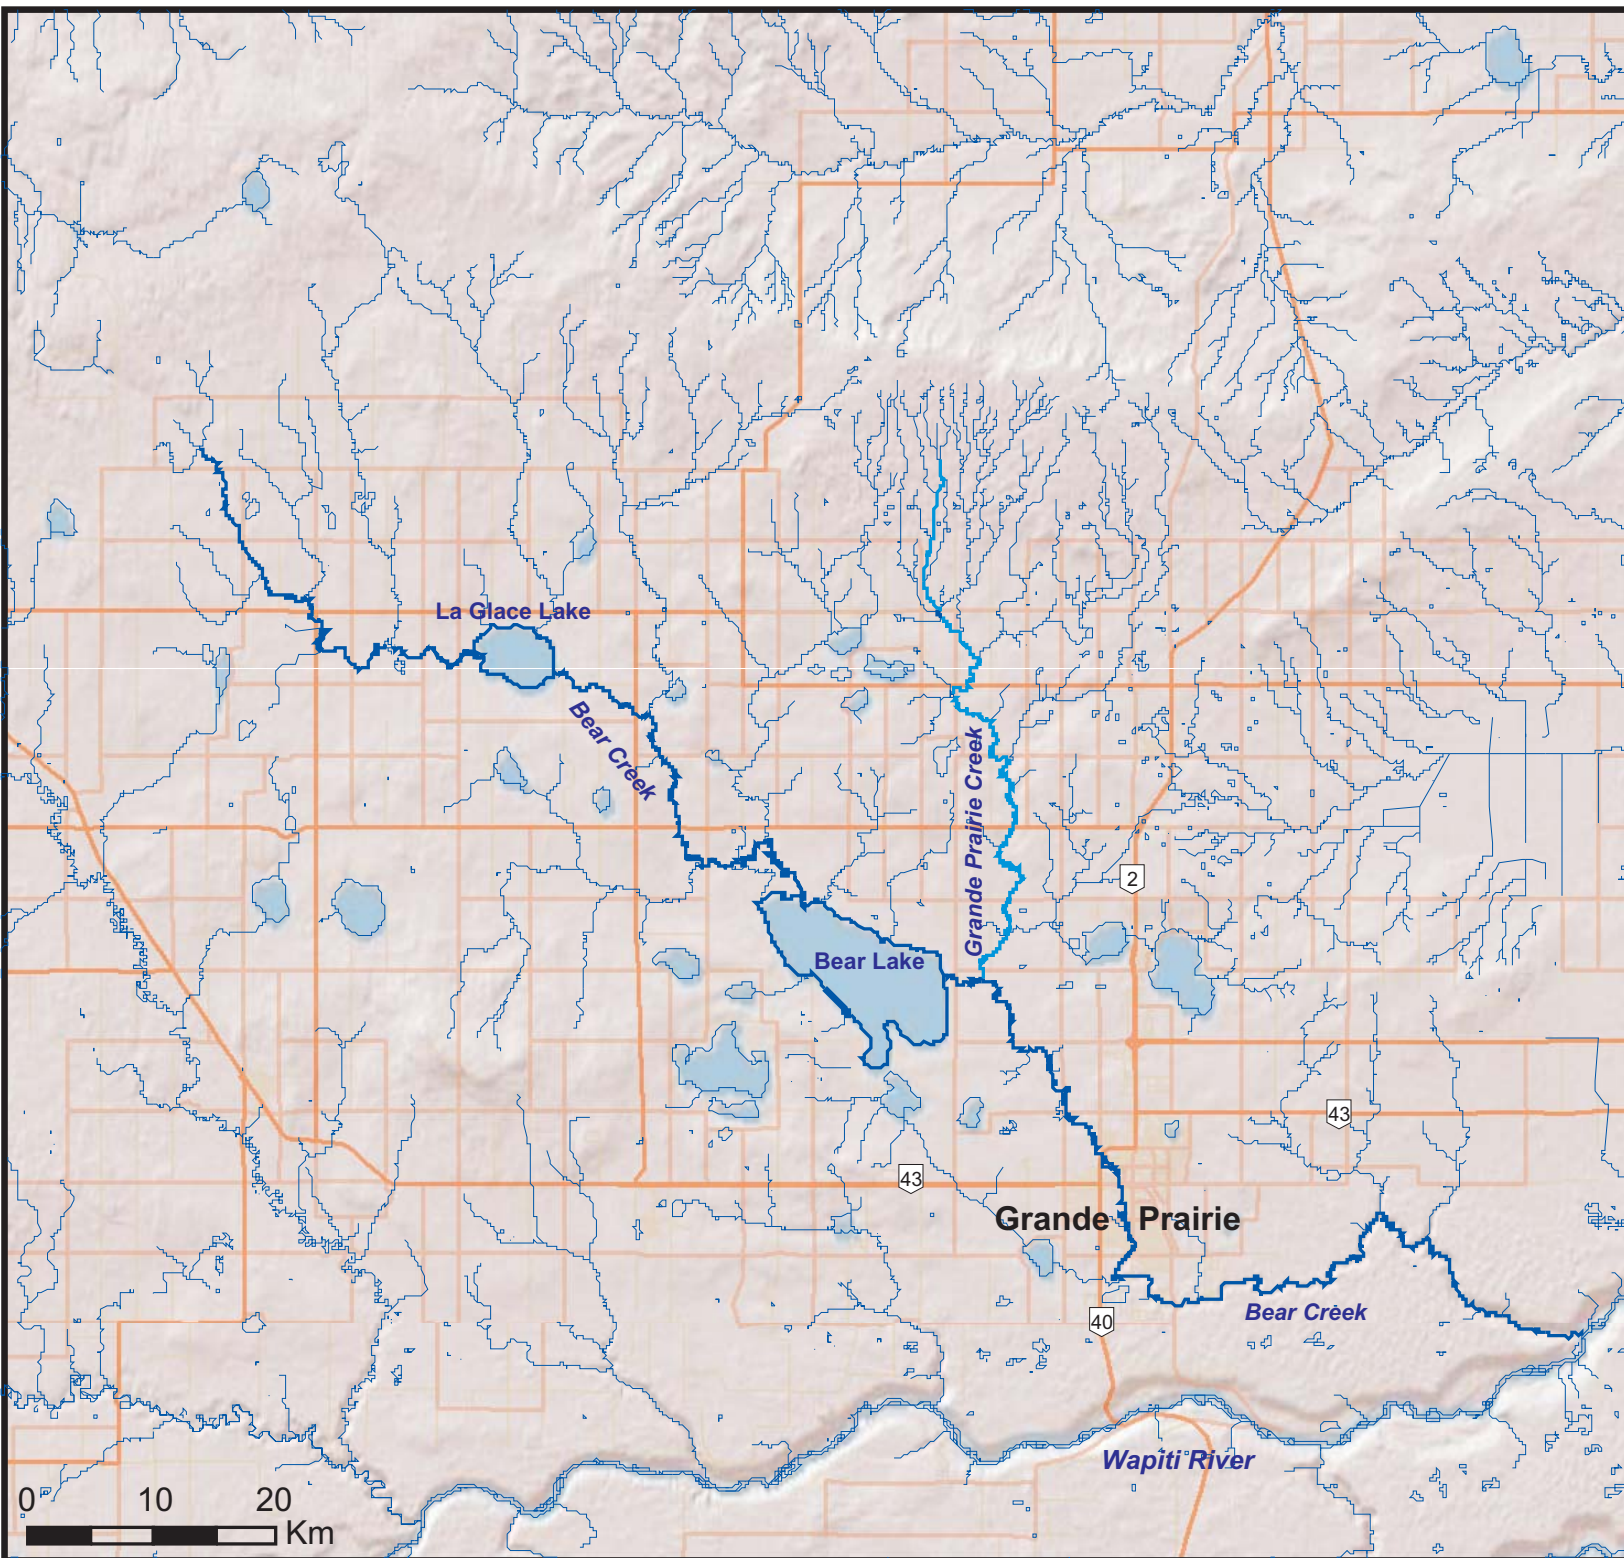 La Glace Lake
Bear Creek
Grande Prairie Creek
2
Bear Lake
43
43
Grande Prairie
Bear Creek
40
Wapiti River
0 10 20
Km